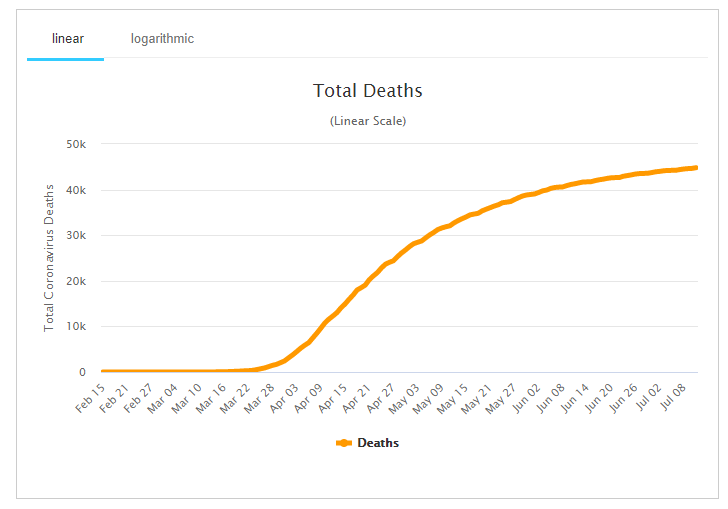 linear
logarithmic
Total Deaths
(Linear Scale)
Total Coronavirus Deaths
50k
40k
30k
20k
10k
0
Feb 15
Feb 21
Feb 27
Mar 04
Mar 10
Mar 16
Mar 22
Mar 28
Apr 03
Apr 09
Apr 15
Apr 21
Apr 27
May 03
May 09
May 15
May 21
May 27
Jun 02
Jun 08
Jun 14
Jun 20
Jun 26
Jul 02
Jul 08
Deaths